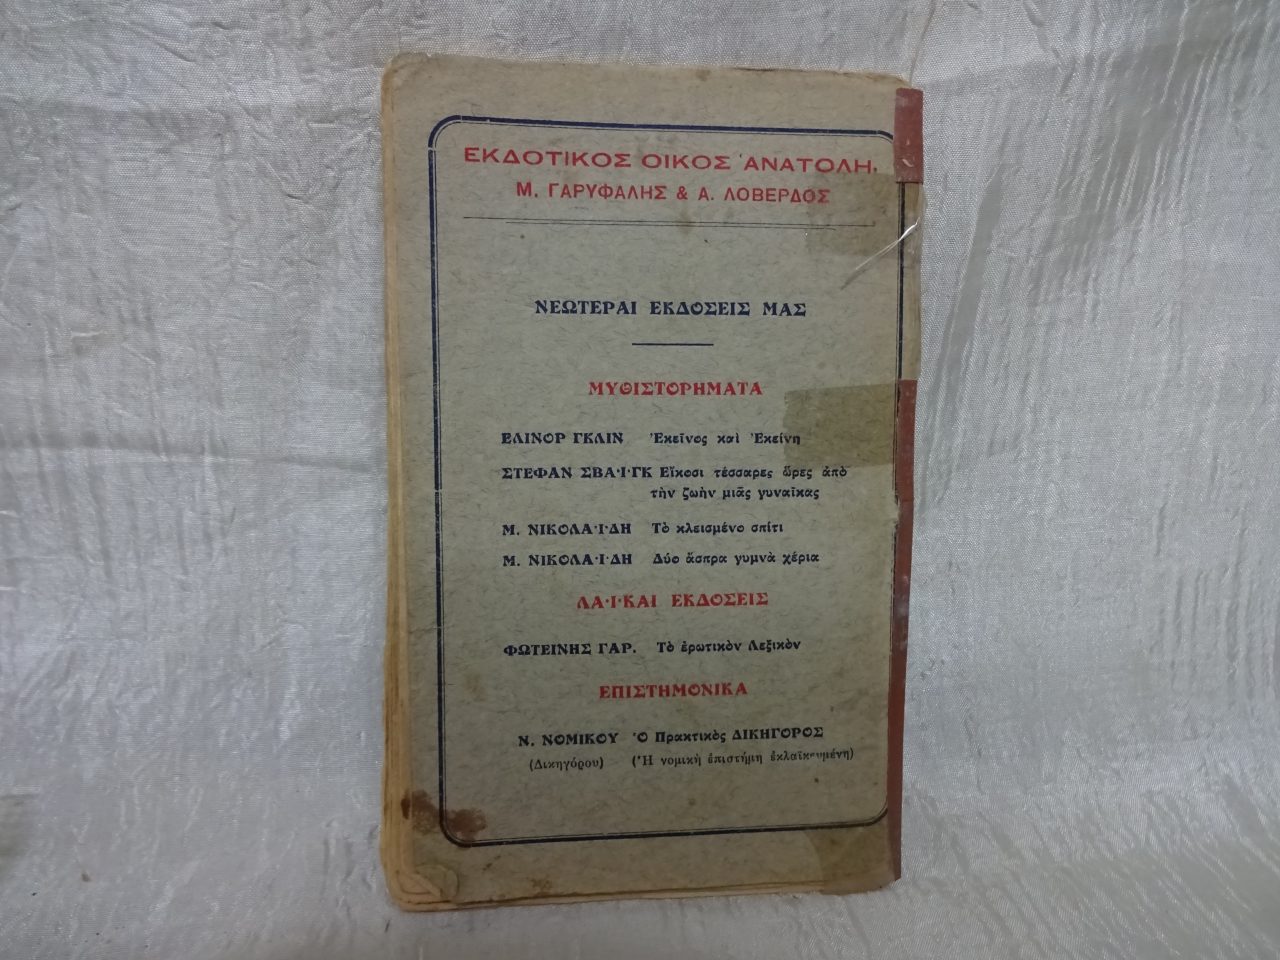 ΕΚΔΟΤΙΚΟΣ ΟΙΚΟΣ ʼΑΝΑΤΟΛΗ,
Μ. ΓΑΡΥΦΑΛΗΣ & Α. ΛΟΒΕΡΔΟΣ
ΝΕΩΤΕΡΑΙ ΕΚΔΟΣΕΙΣ ΜΑΣ
ΜΥΘΙΣΤΟΡΗΜΑΤΑ
ΕΛΙΝΟΡ ΓΚΛΙΝ Ἐκεῖνος καὶ Ἐκείνη
ΣΤΕΦΑΝ ΣΒΑ·Ι·ΓΚ Εἴκοσι τέσσαρες ὧρες ἀπὸ
τὴν ζωὴν μιᾶς γυναίκας
Μ. ΝΙΚΟΛΑ·Ι·ΔΗ Τὸ κλεισμένο σπίτι
Μ. ΝΙΚΟΛΑ·Ι·ΔΗ Δύο ἄσπρα γυμνὰ χέρια
ΛΑ·Ι·ΚΑΙ ΕΚΔΟΣΕΙΣ
ΦΩΤΕΙΝΗΣ ΓΑΡ. Τὸ ἐρωτικὸν Λεξικὸν
ΕΠΙΣΤΗΜΟΝΙΚΑ
Ν. ΝΟΜΙΚΟΥ Ὁ Πρακτικὸς ΔΙΚΗΓΟΡΟΣ
(Δικηγόρου) (Ἡ νομικὴ ἐπιστήμη ἐκλαϊκευμένη)